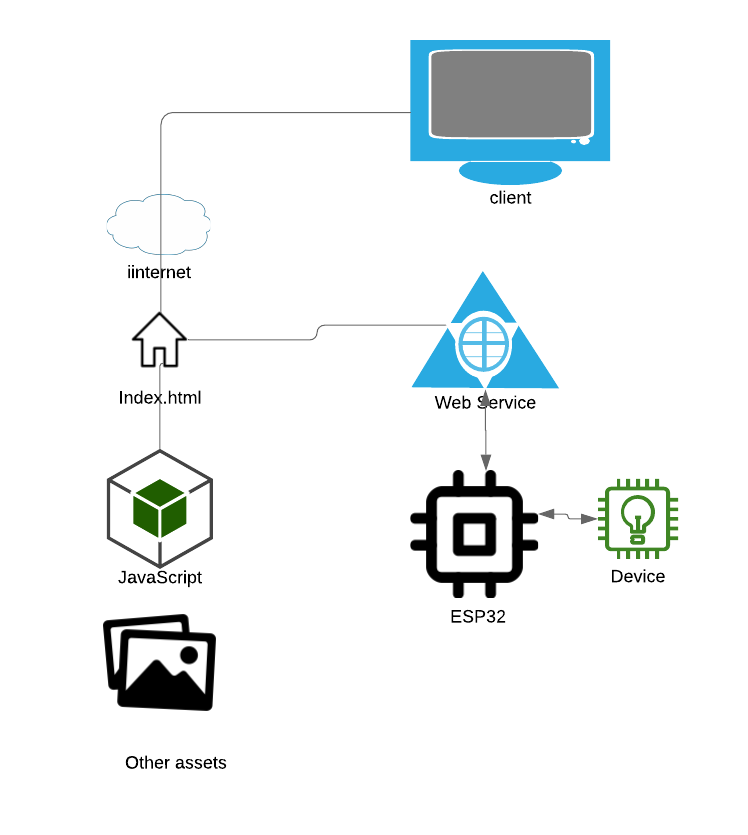 client
iinternet
Index.html
Web Service
JavaScript
Device
ESP32
Other assets